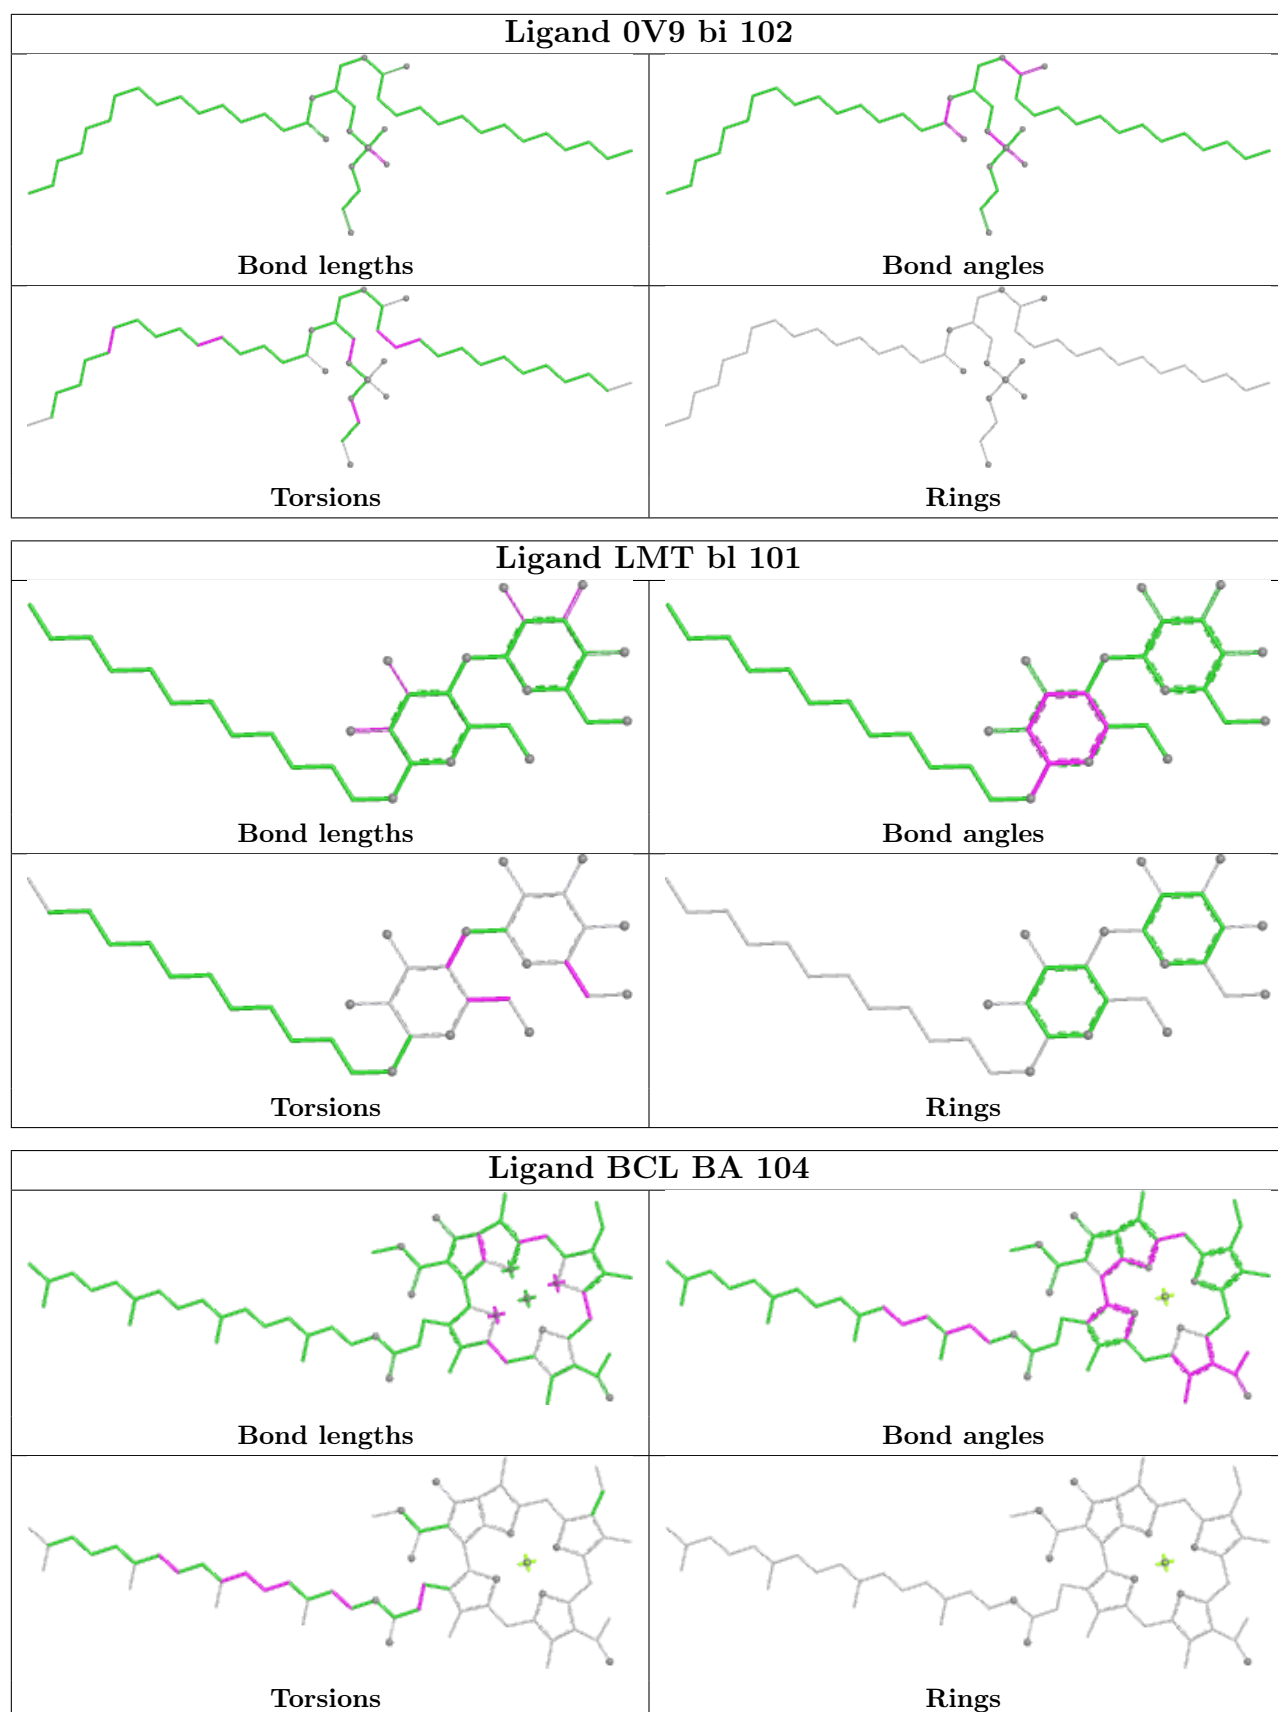 Ligand 0V9 bi 102
Bond lengths
Bond angles
Torsions
Rings
Ligand LMT bl 101
Bond lengths
Bond angles
Torsions
Rings
Ligand BCL BA 104
Bond lengths
Bond angles
Torsions
Rings